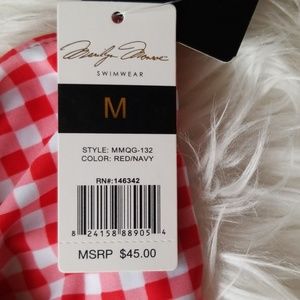 Marilyn Monroe
SWIMWEAR
M
STYLE: MMQG-132
COLOR: RED/NAVY
RN#:146342
8 24158 88905 4
MSRP $45.00